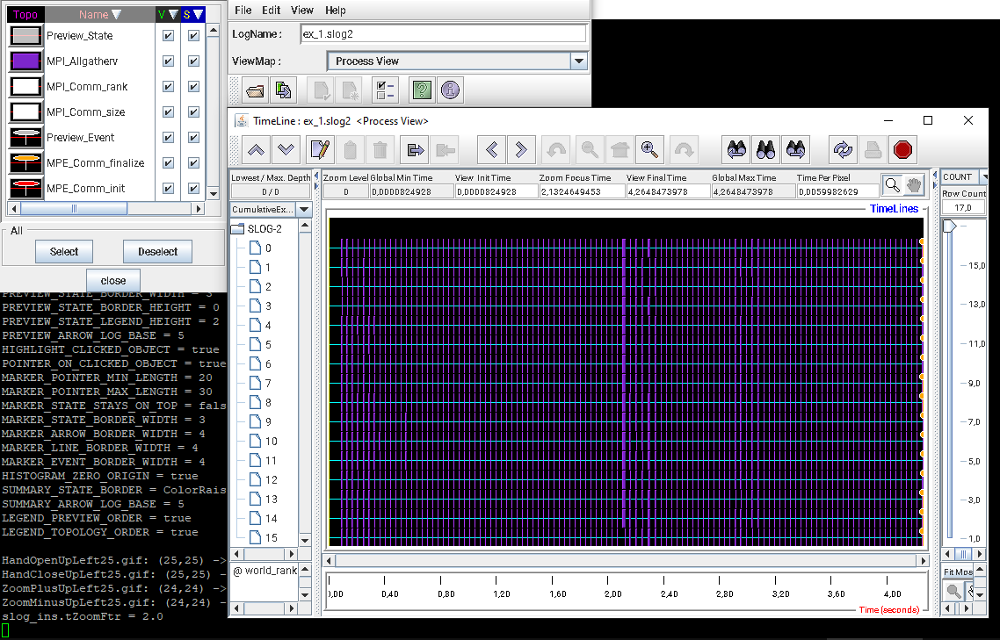 Topo Name V S
Preview_State
MPI_Allgatherv
MPI_Comm_rank
MPI_Comm_size
Preview_Event
MPE_Comm_finalize
MPE_Comm_init
All
Select Deselect
close
File Edit View Help
LogName : ex_1.slog2
ViewMap : Process View
TimeLine : ex_1.slog2 <Process View>
Lowest / Max. Depth Zoom Level Global Min Time View Init Time Zoom Focus Time View Final Time Global Max Time Time Per Pixel
0 / 0 0 0,0000824928 0,0000824928 2,1324649453 4,2648473978 4,2648473978 0,0059982629
COUNT
Row Count
17,0
CumulativeEx...
TimeLines
SLOG-2
0
1
2
3
4
5
6
7
8
9
10
11
12
13
14
15
15,0
13,0
11,0
9,0
7,0
5,0
3,0
1,0
@ world_rank
Fit Mos
0,00 0,40 0,80 1,20 1,60 2,00 2,40 2,80 3,20 3,60 4,00
Time (seconds)
PREVIEW_STATE_BORDER_WIDTH = 3
PREVIEW_STATE_BORDER_HEIGHT = 0
PREVIEW_STATE_LEGEND_HEIGHT = 2
PREVIEW_ARROW_LOG_BASE = 5
HIGHLIGHT_CLICKED_OBJECT = true
POINTER_ON_CLICKED_OBJECT = true
MARKER_POINTER_MIN_LENGTH = 20
MARKER_POINTER_MAX_LENGTH = 30
MARKER_STATE_STAYS_ON_TOP = fals
MARKER_STATE_BORDER_WIDTH = 3
MARKER_ARROW_BORDER_WIDTH = 4
MARKER_LINE_BORDER_WIDTH = 4
MARKER_EVENT_BORDER_WIDTH = 4
HISTOGRAM_ZERO_ORIGIN = true
SUMMARY_STATE_BORDER = ColorRais
SUMMARY_ARROW_LOG_BASE = 5
LEGEND_PREVIEW_ORDER = true
LEGEND_TOPOLOGY_ORDER = true
HandOpenUpLeft25.gif: (25,25) ->
HandCloseUpLeft25.gif: (25,25) -
ZoomPlusUpLeft25.gif: (24,24) ->
ZoomMinusUpLeft25.gif: (24,24) -
slog_ins.tZoomFtr = 2.0